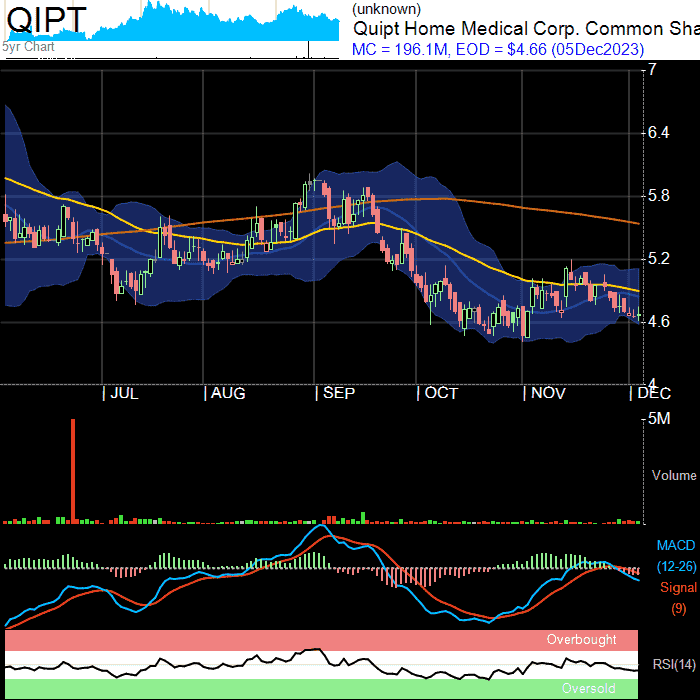 QIPT
(unknown)
Quipt Home Medical Corp. Common Sha
5yr Chart
MC = 196.1M, EOD = $4.66 (05Dec2023)
7
6.4
5.8
5.2
4.6
4
JUL AUG SEP OCT NOV DEC
5M
Volume
MACD
(12-26)
Signal
(9)
Overbought
RSI(14)
Oversold